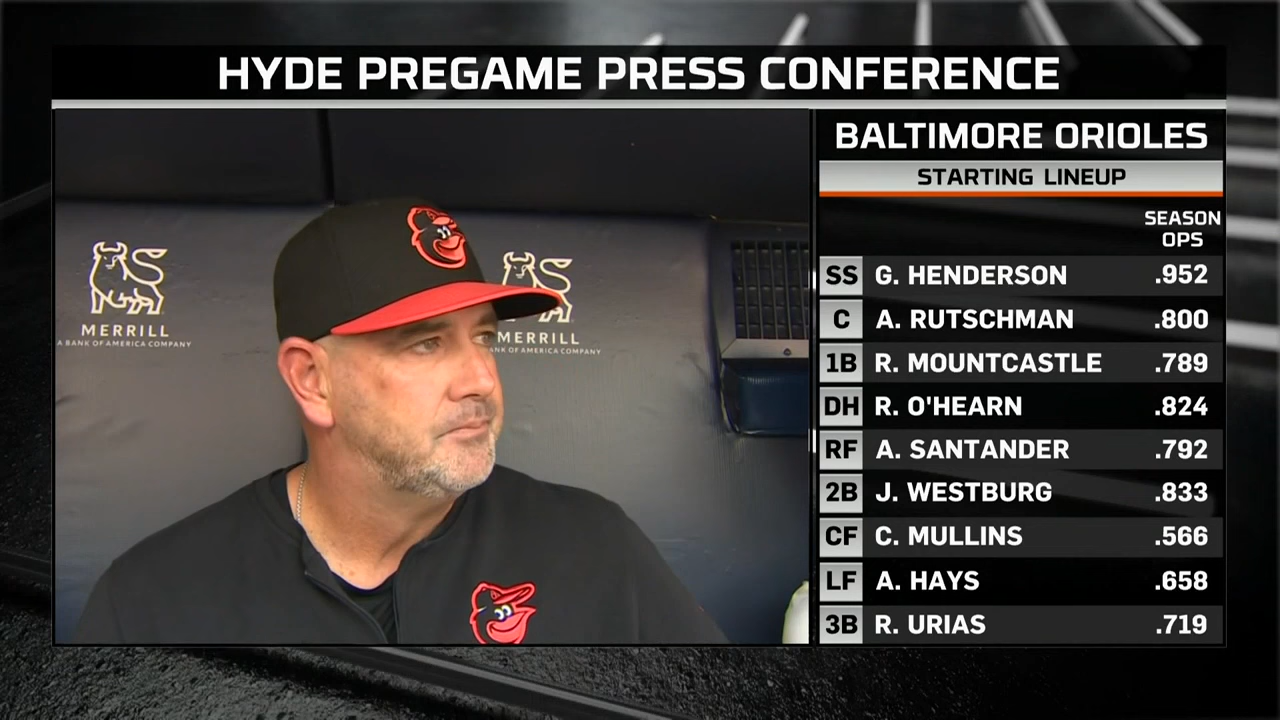 HYDE PREGAME PRESS CONFERENCE
MERRILL
A BANK OF AMERICA COMPANY
MERRILL
NK OF AMERICA COMPANY
BALTIMORE ORIOLES
STARTING LINEUP
SEASON
OPS
SS G. HENDERSON .952
C A. RUTSCHMAN .800
1B R. MOUNTCASTLE .789
DH R. O'HEARN .824
RF A. SANTANDER .792
2B J. WESTBURG .833
CF C. MULLINS .566
LF A. HAYS .658
3B R. URIAS .719